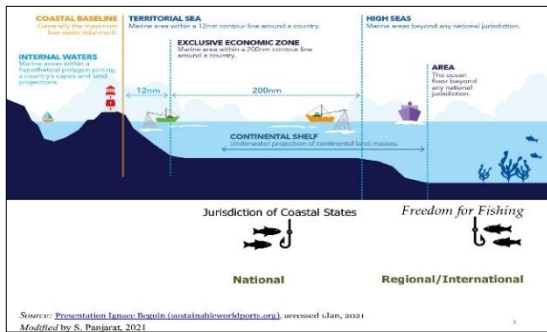 COASTAL BASELINE
Generally the maximum
low-water tidal mark.
TERRITORIAL SEA
Marine area within a 12nm contour line around a country.
HIGH SEAS
Marine areas beyond any national jurisdiction.
EXCLUSIVE ECONOMIC ZONE
Marine area within a 200nm contour line
around a country.
INTERNAL WATERS
Marine areas within a
hypothetical polygon joining
a country's capes and land
projections.
AREA
The ocean
floor beyond
any national
jurisdiction.
12nm
200nm
CONTINENTAL SHELF
Underwater projection of continental land masses.
Jurisdiction of Coastal States
Freedom for Fishing
National
Regional/International
Source: Presentation Ignace Beguin (sustainableworldports.org), accessed 1Jan, 2021
Modified by S. Panjarat, 2021